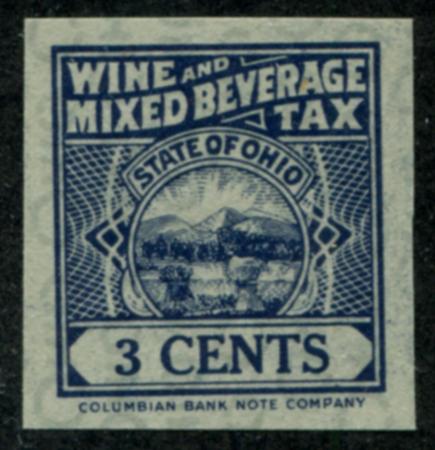 WINE AND
MIXED BEVERAGE
TAX
STATE OF OHIO
3 CENTS
COLUMBIAN BANK NOTE COMPANY